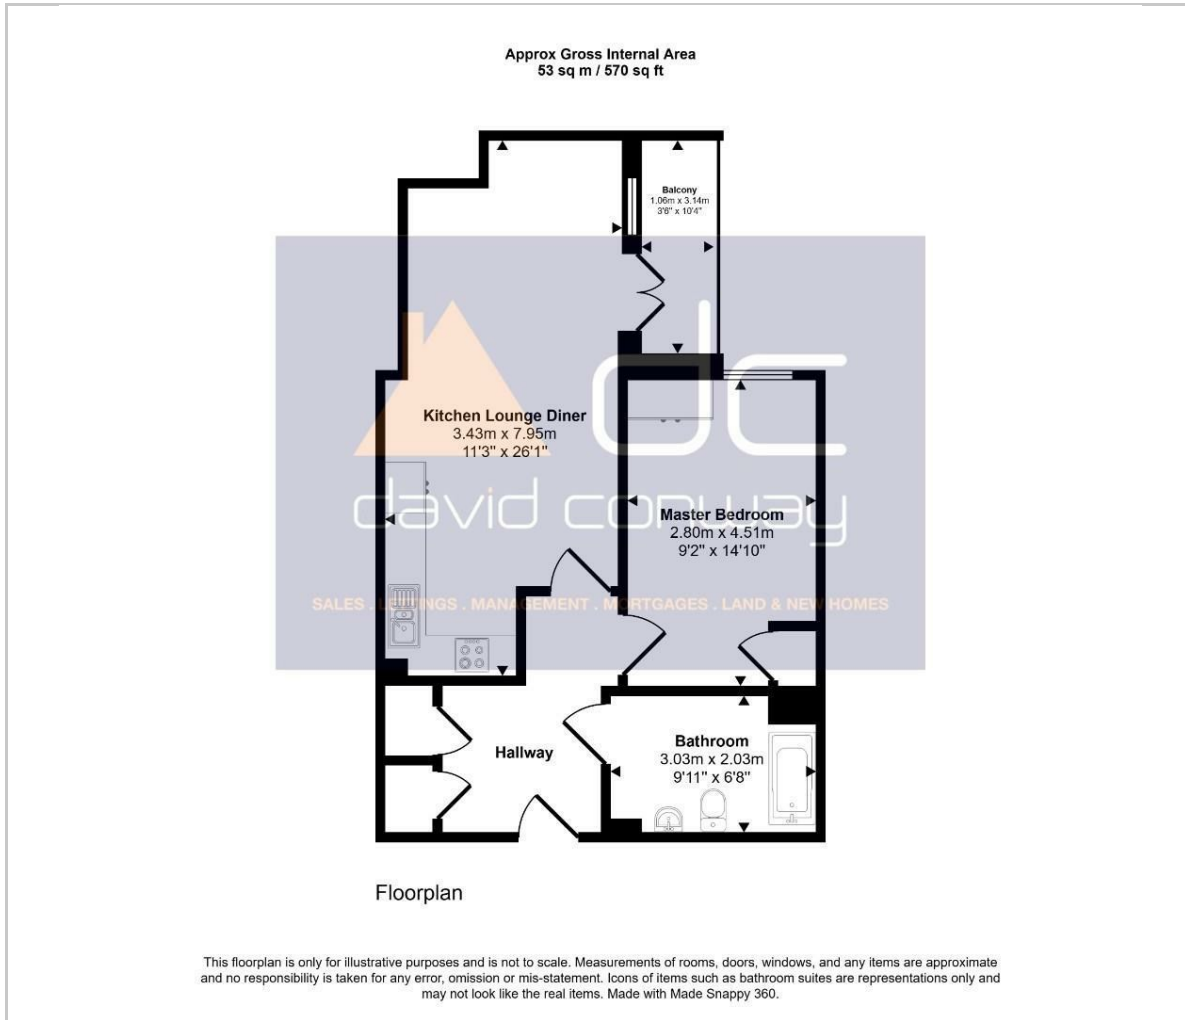 Approx Gross Internal Area
53 sq m / 570 sq ft
Balcony
1.06m x 3.14m
3'6" x 10'4"
Kitchen Lounge Diner
3.43m x 7.95m
11'3" x 26'1"
dc
david conway
Master Bedroom
2.80m x 4.51m
9'2" x 14'10"
SALES . LETTINGS . MANAGEMENT . MORTGAGES . LAND & NEW HOMES
Hallway
Bathroom
3.03m x 2.03m
9'11" x 6'8"
Floorplan
This floorplan is only for illustrative purposes and is not to scale. Measurements of rooms, doors, windows, and any items are approximate
and no responsibility is taken for any error, omission or mis-statement. Icons of items such as bathroom suites are representations only and
may not look like the real items. Made with Made Snappy 360.